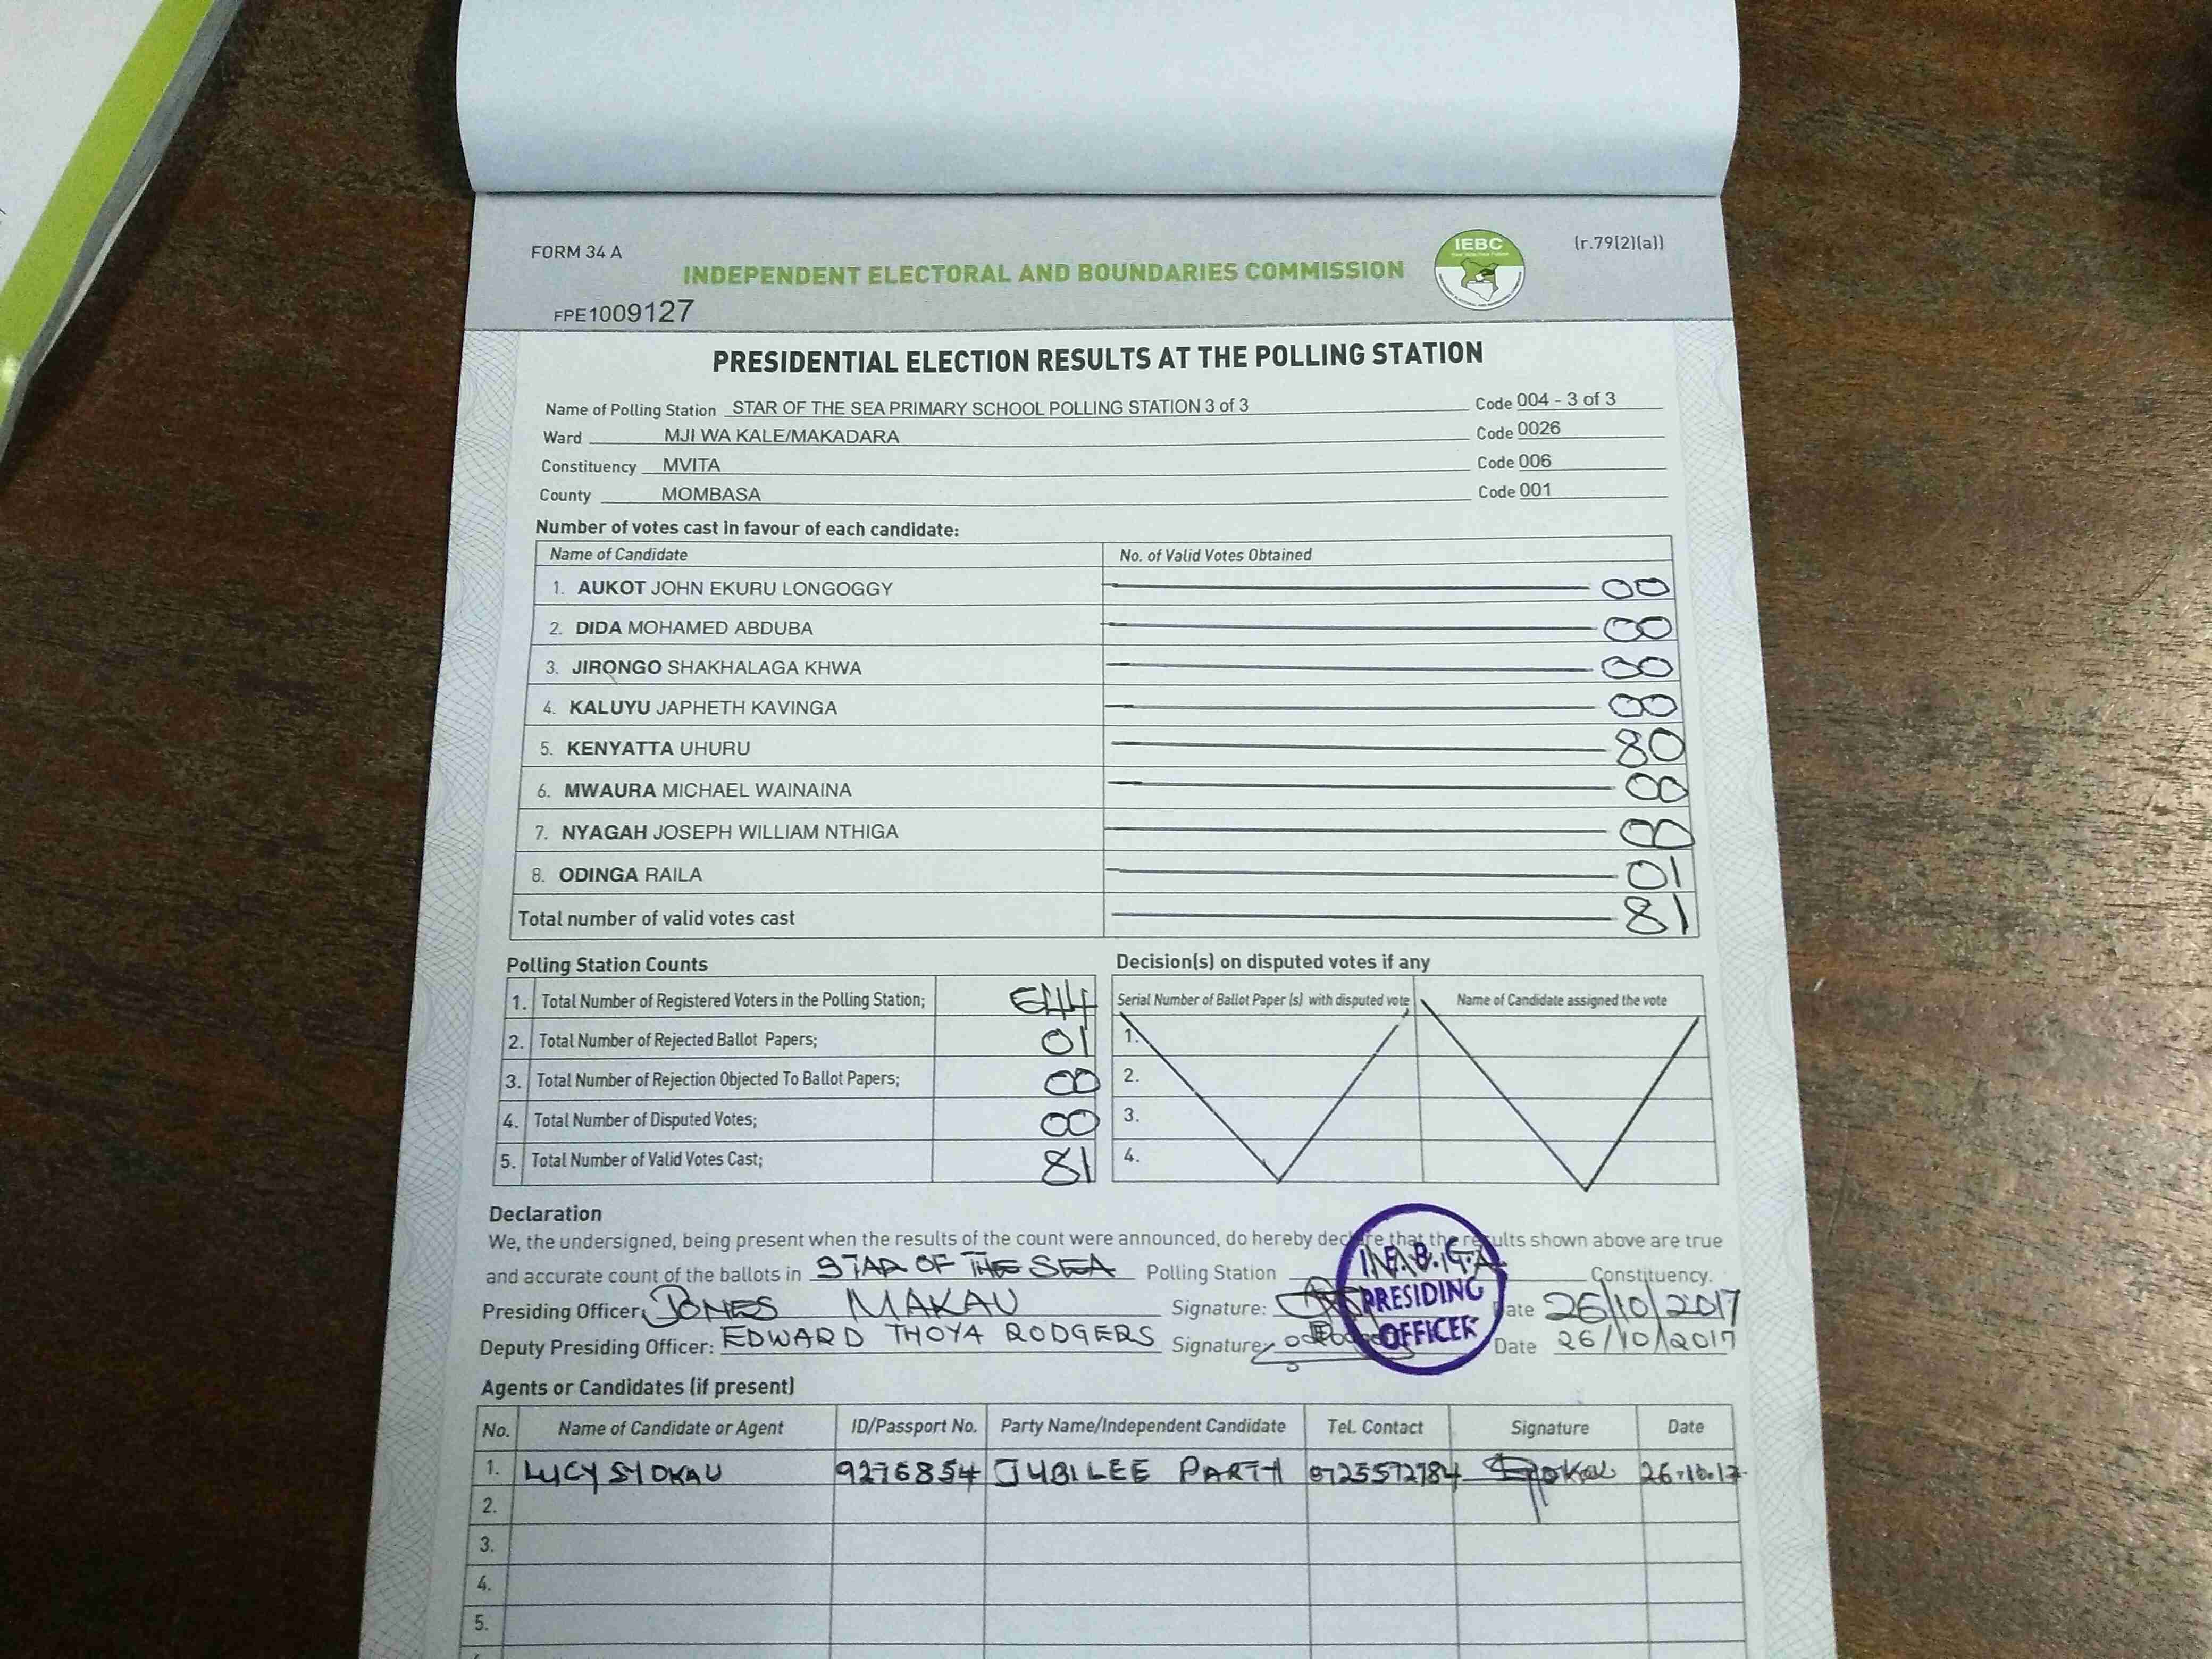 FORM 34 A
INDEPENDENT ELECTORAL AND BOUNDARIES COMMISSION
IEBC
(r.79(2)(a))
FPE1009127
PRESIDENTIAL ELECTION RESULTS AT THE POLLING STATION
Name of Polling Station STAR OF THE SEA PRIMARY SCHOOL POLLING STATION 3 of 3 Code 004 - 3 of 3
Ward MJI WA KALE/MAKADARA Code 0026
Constituency MVITA Code 006
County MOMBASA Code 001
Number of votes cast in favour of each candidate:
Name of Candidate No. of Valid Votes Obtained
1. AUKOT JOHN EKURU LONGOGGY 00
2. DIDA MOHAMED ABDUBA 00
3. JIRONGO SHAKHALAGA KHWA 00
4. KALUYU JAPHETH KAVINGA 00
5. KENYATTA UHURU 80
6. MWAURA MICHAEL WAINAINA 00
7. NYAGAH JOSEPH WILLIAM NTHIGA 00
8. ODINGA RAILA 01
Total number of valid votes cast 81
Polling Station Counts
1. Total Number of Registered Voters in the Polling Station;
2. Total Number of Rejected Ballot Papers; 01
3. Total Number of Rejection Objected To Ballot Papers; 00
4. Total Number of Disputed Votes; 00
5. Total Number of Valid Votes Cast; 81
Decision(s) on disputed votes if any
Serial Number of Ballot Paper (s) with disputed vote Name of Candidate assigned the vote
1.
2.
3.
4.
Declaration
We, the undersigned, being present when the results of the count were announced, do hereby declare that the results shown above are true
and accurate count of the ballots in STAR OF THE SEA Polling Station Constituency.
Presiding Officer: JONES MAKAU Signature: Date 26/10/2017
Deputy Presiding Officer: EDWARD THOYA RODGERS Signature: Date 26/10/2017
PRESIDING
OFFICER
Agents or Candidates (if present)
No. Name of Candidate or Agent ID/Passport No. Party Name/Independent Candidate Tel. Contact Signature Date
1. LUCY SYOKAU 9276854 JUBILEE PARTY 0725572784 26.10.17
2.
3.
4.
5.